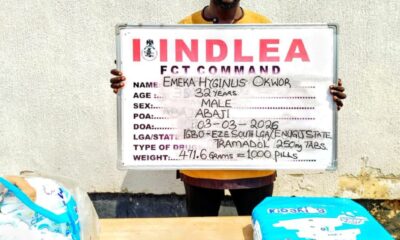 NDLEA
FCT COMMAND
NAME: EMEKA HYGINUS OKWOR
AGE: 32 YEARS
SEX: MALE
POA: ABAJI
DOA: 03-03-2026
LGA/STATE: IGBO-EZE SOUTH LGA/ENUGU STATE
TYPE OF DRUG: TRAMADOL 250mg TABS.
WEIGHT: 471.6 GRAMS = 1000 PILLS